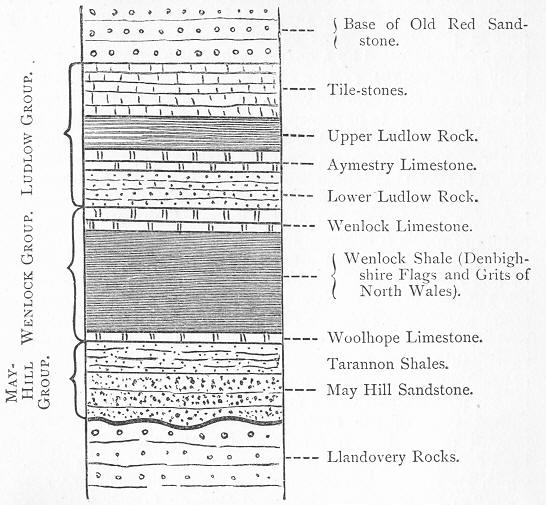 Base of Old Red Sand-
stone.
Tile-stones.
Upper Ludlow Rock.
Aymestry Limestone.
Lower Ludlow Rock.
Wenlock Limestone.
Wenlock Shale (Denbigh-
shire Flags and Grits of
North Wales).
Woolhope Limestone.
Tarannon Shales.
May Hill Sandstone.
Llandovery Rocks.
LUDLOW GROUP.
WENLOCK GROUP.
MAY-
HILL
GROUP.